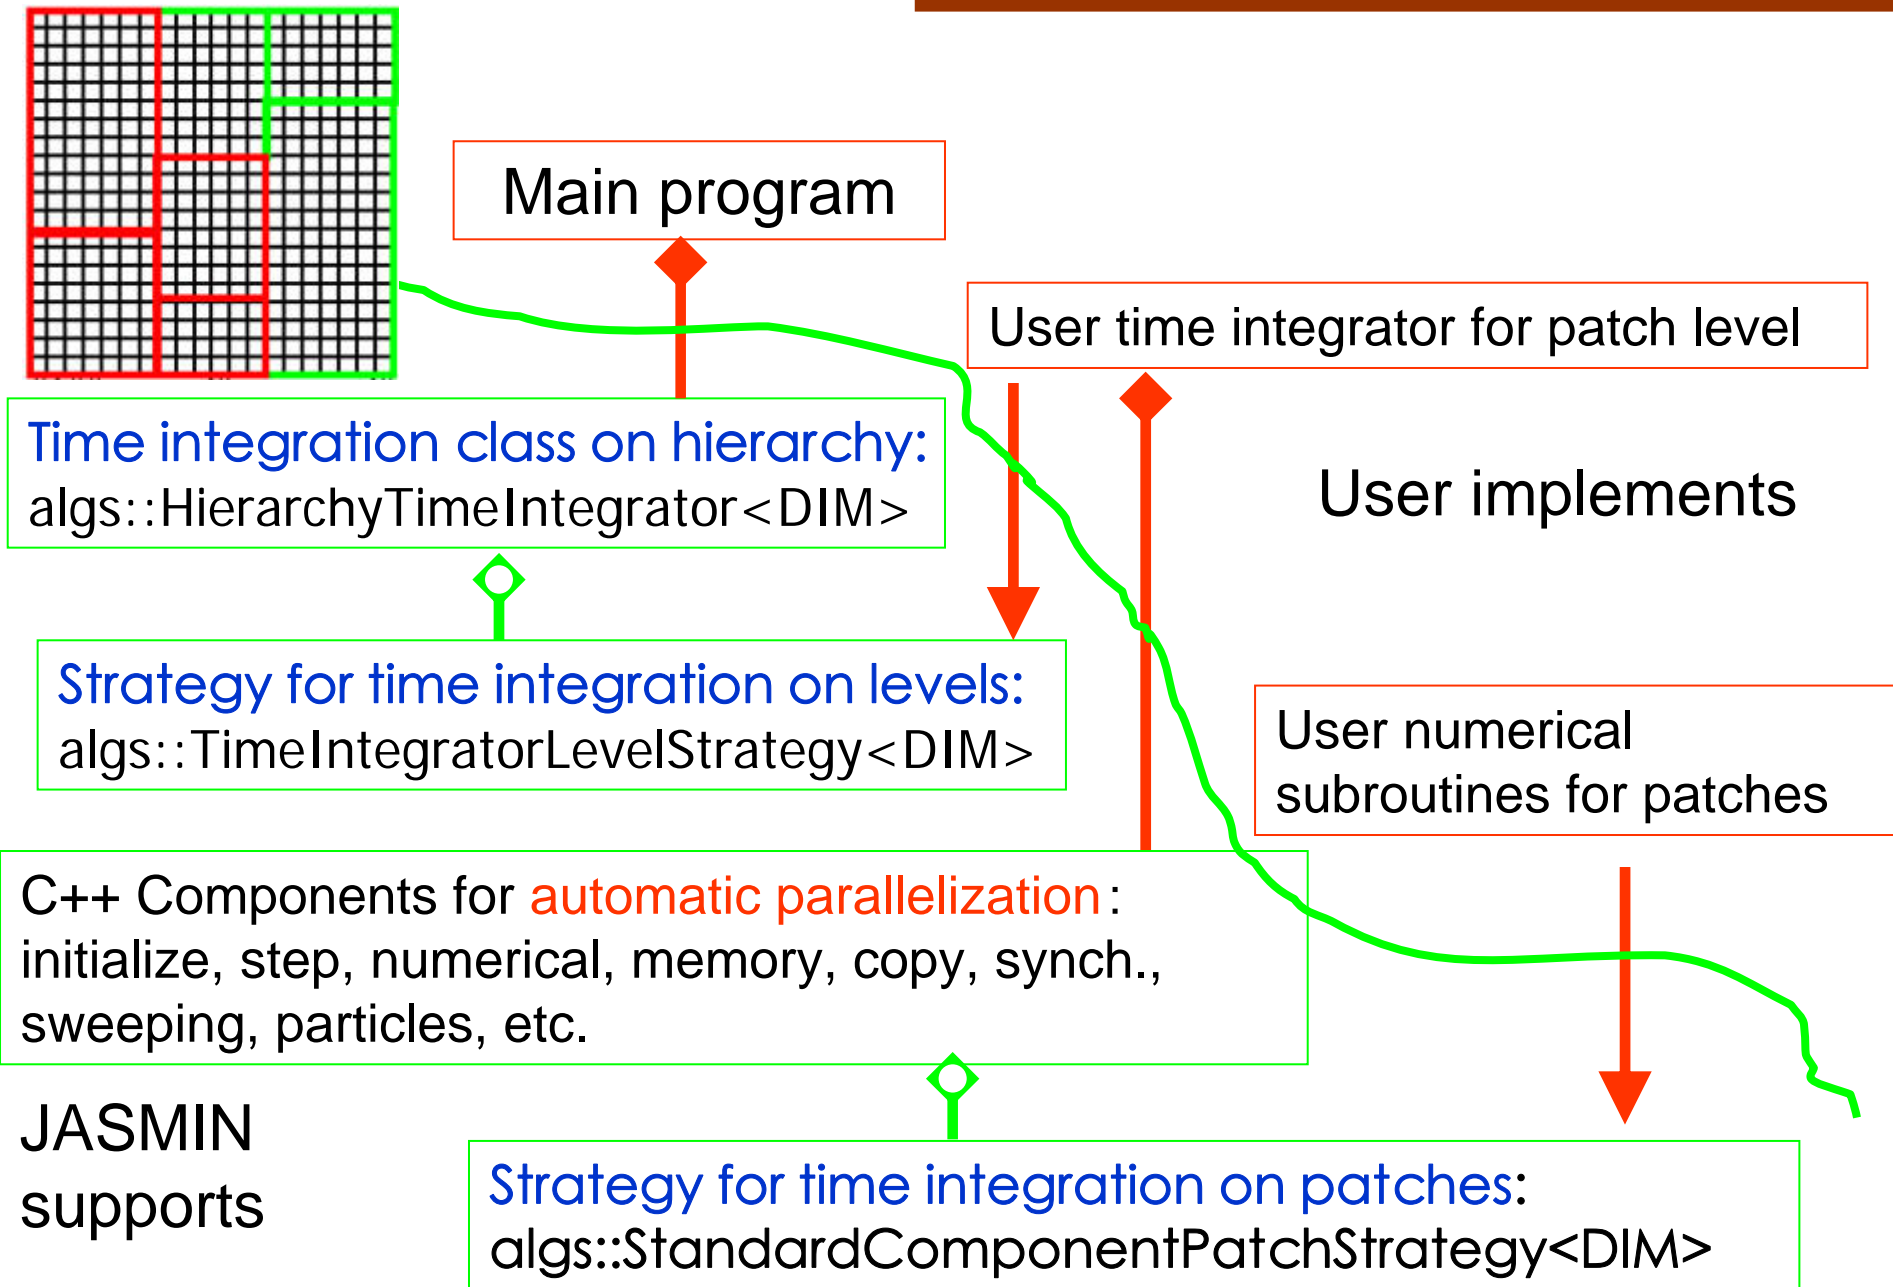 Main program
User time integrator for patch level
Time integration class on hierarchy:
algs::HierarchyTimeIntegrator<DIM>
User implements
Strategy for time integration on levels:
algs::TimeIntegratorLevelStrategy<DIM>
User numerical
subroutines for patches
C++ Components for automatic parallelization:
initialize, step, numerical, memory, copy, synch.,
sweeping, particles, etc.
JASMIN
supports
Strategy for time integration on patches:
algs::StandardComponentPatchStrategy<DIM>